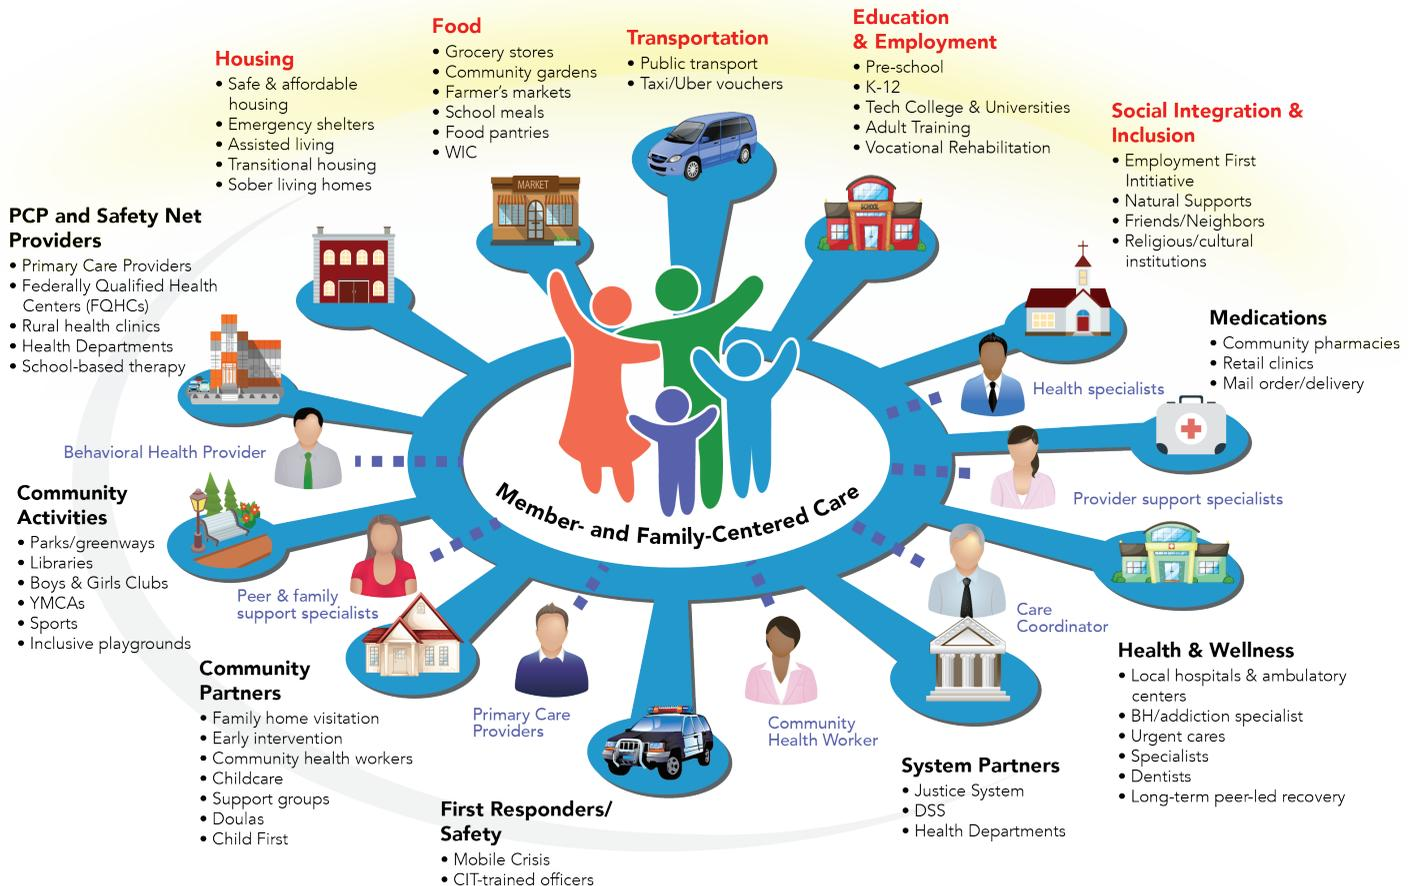 Housing
• Safe & affordable
housing
• Emergency shelters
• Assisted living
• Transitional housing
• Sober living homes
Food
• Grocery stores
• Community gardens
• Farmer's markets
• School meals
• Food pantries
• WIC
Transportation
• Public transport
• Taxi/Uber vouchers
Education
& Employment
• Pre-school
• K-12
• Tech College & Universities
• Adult Training
• Vocational Rehabilitation
Social Integration &
Inclusion
• Employment First
Intitiative
• Natural Supports
• Friends/Neighbors
• Religious/cultural
institutions
MARKET
SCHOOL
PCP and Safety Net
Providers
• Primary Care Providers
• Federally Qualified Health
Centers (FQHCs)
• Rural health clinics
• Health Departments
• School-based therapy
Medications
• Community pharmacies
• Retail clinics
• Mail order/delivery
Health specialists
Behavioral Health Provider
Provider support specialists
Member- and Family-Centered Care
Community
Activities
• Parks/greenways
• Libraries
• Boys & Girls Clubs
• YMCAs
• Sports
• Inclusive playgrounds
Peer & family
support specialists
Care
Coordinator
Community
Partners
• Family home visitation
• Early intervention
• Community health workers
• Childcare
• Support groups
• Doulas
• Child First
Primary Care
Providers
Community
Health Worker
Health & Wellness
• Local hospitals & ambulatory
centers
• BH/addiction specialist
• Urgent cares
• Specialists
• Dentists
• Long-term peer-led recovery
First Responders/
Safety
• Mobile Crisis
• CIT-trained officers
System Partners
• Justice System
• DSS
• Health Departments